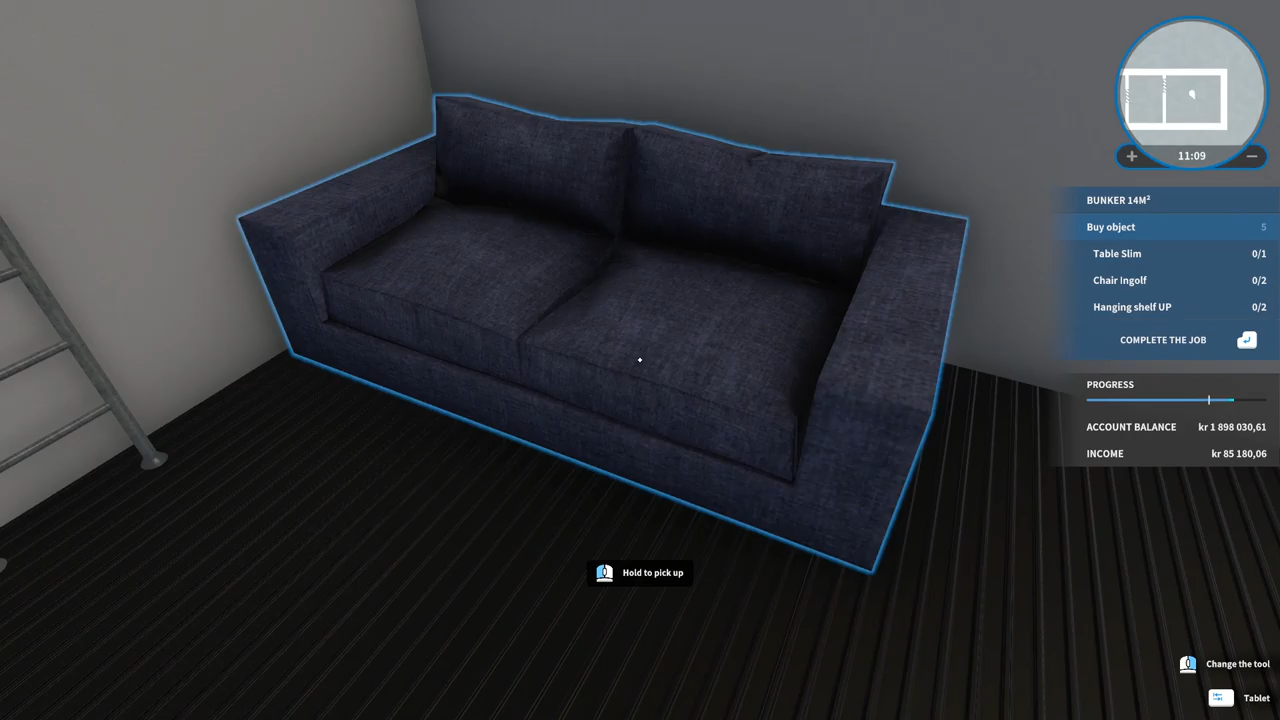 + 11:09 −
BUNKER 14M²
Buy object 5
Table Slim 0/1
Chair Ingolf 0/2
Hanging shelf UP 0/2
COMPLETE THE JOB
PROGRESS
ACCOUNT BALANCE kr 1 898 030,61
INCOME kr 85 180,06
Hold to pick up
Change the tool
Tablet